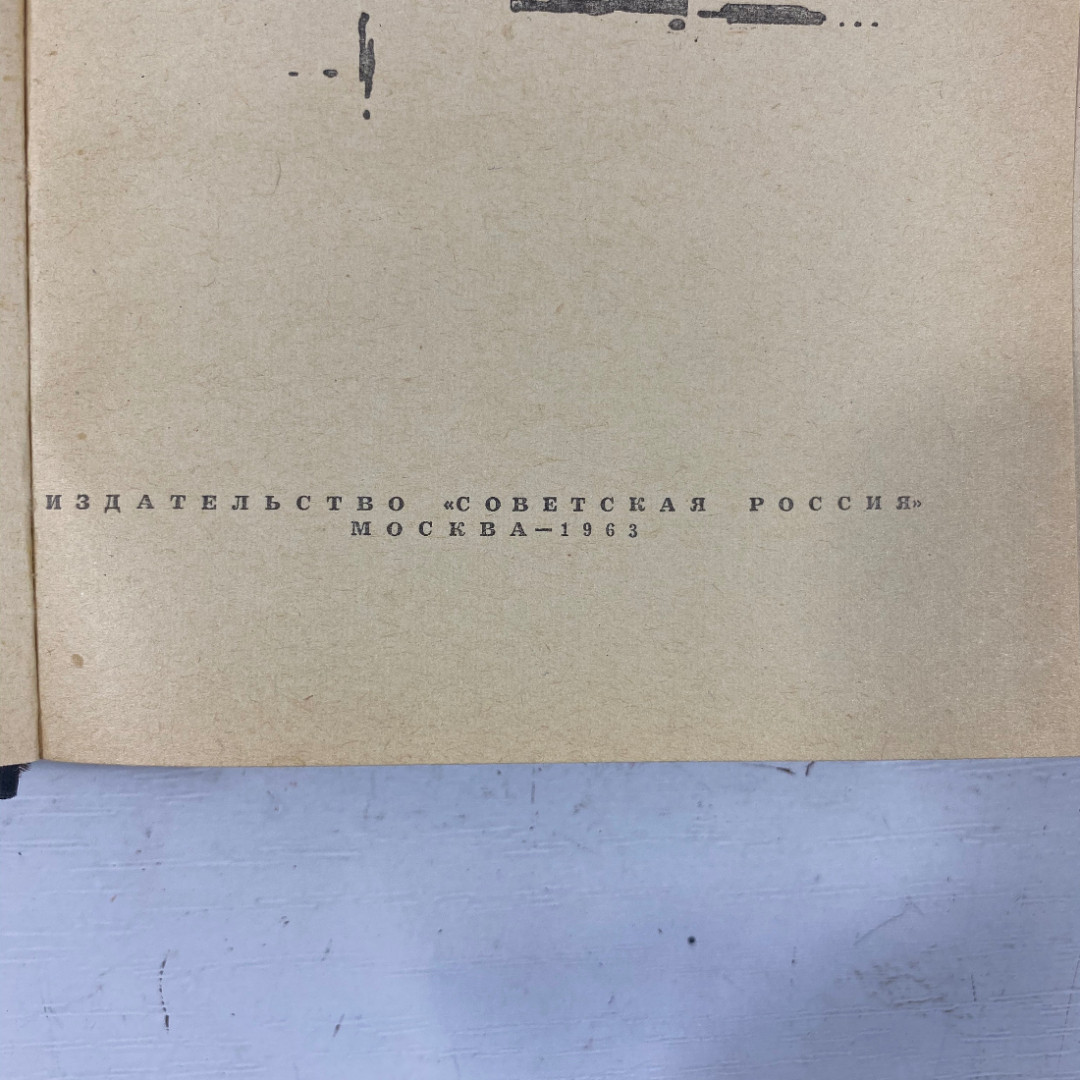 ИЗДАТЕЛЬСТВО «СОВЕТСКАЯ РОССИЯ»
МОСКВА—1963